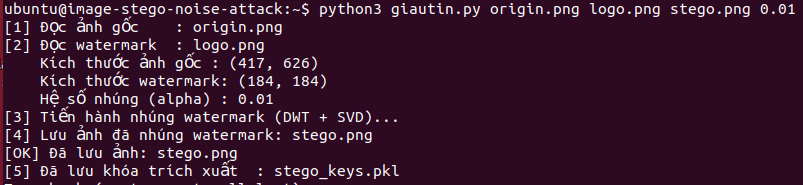 ubuntu@image-stego-noise-attack:~$ python3 giautin.py origin.png logo.png stego.png 0.01
[1] Đọc ảnh gốc    : origin.png
[2] Đọc watermark  : logo.png
    Kích thước ảnh gốc : (417, 626)
    Kích thước watermark: (184, 184)
    Hệ số nhúng (alpha) : 0.01
[3] Tiến hành nhúng watermark (DWT + SVD)...
[4] Lưu ảnh đã nhúng watermark: stego.png
[OK] Đã lưu ảnh: stego.png
[5] Đã lưu khóa trích xuất  : stego_keys.pkl